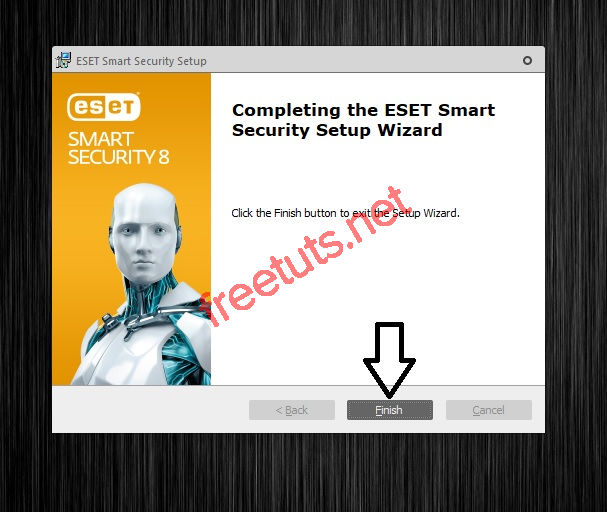 ESET Smart Security Setup
eseT
SMART
SECURITY 8
Completing the ESET Smart
Security Setup Wizard
Click the Finish button to exit the Setup Wizard.
freetuts.net
< Back
Finish
Cancel